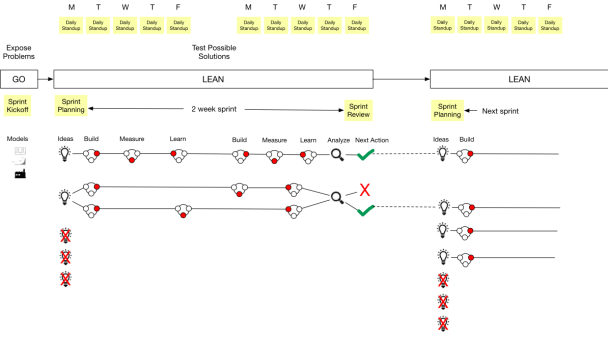 M T W T F M T W T F M T W T F
Daily Standup Daily Standup Daily Standup Daily Standup Daily Standup Daily Standup Daily Standup Daily Standup Daily Standup Daily Standup Daily Standup Daily Standup Daily Standup Daily Standup Daily Standup
Expose
Problems
Test Possible
Solutions
GO LEAN LEAN
Sprint
Kickoff
Sprint
Planning
2 week sprint
Sprint
Review
Sprint
Planning
Next sprint
Models Ideas Build Measure Learn Build Measure Learn Analyze Next Action Ideas Build